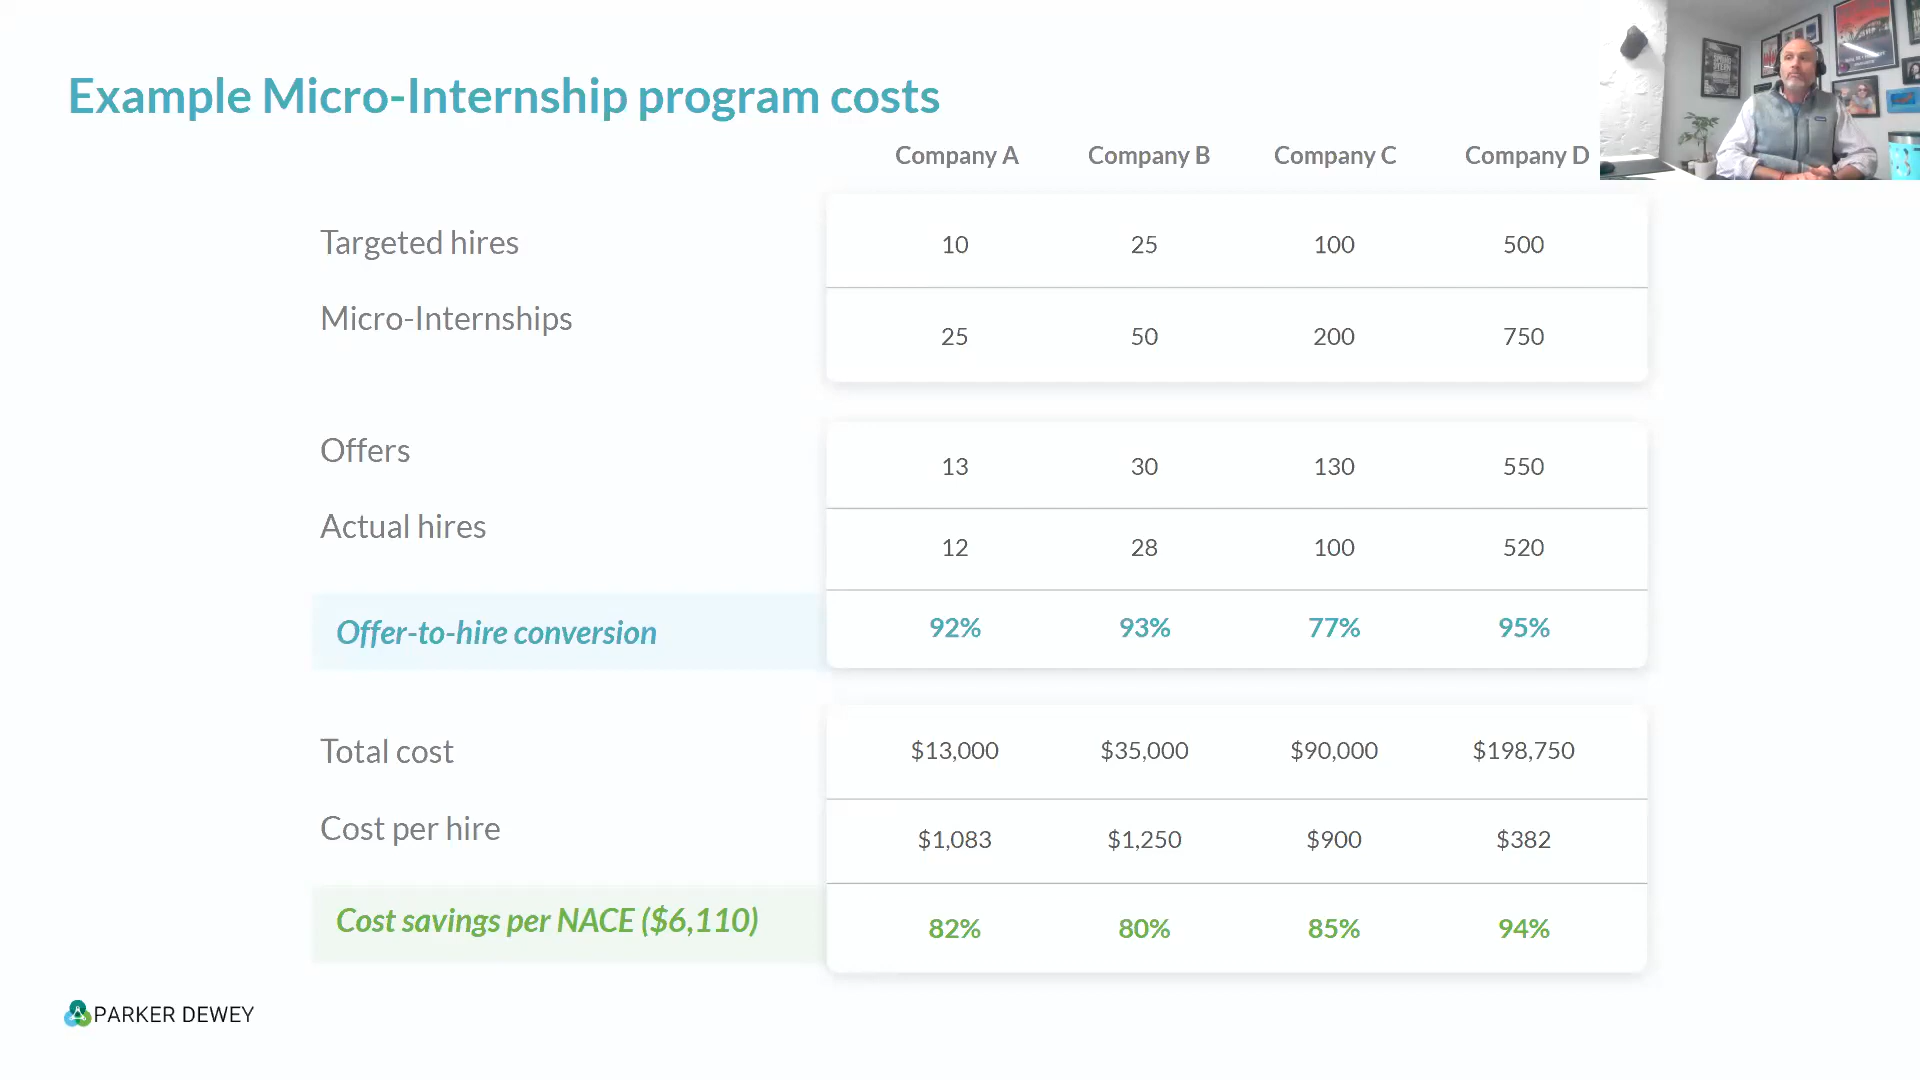 Example Micro-Internship program costs
Company A Company B Company C Company D
Targeted hires 10 25 100 500
Micro-Internships 25 50 200 750
Offers 13 30 130 550
Actual hires 12 28 100 520
Offer-to-hire conversion 92% 93% 77% 95%
Total cost $13,000 $35,000 $90,000 $198,750
Cost per hire $1,083 $1,250 $900 $382
Cost savings per NACE ($6,110) 82% 80% 85% 94%
PARKER DEWEY